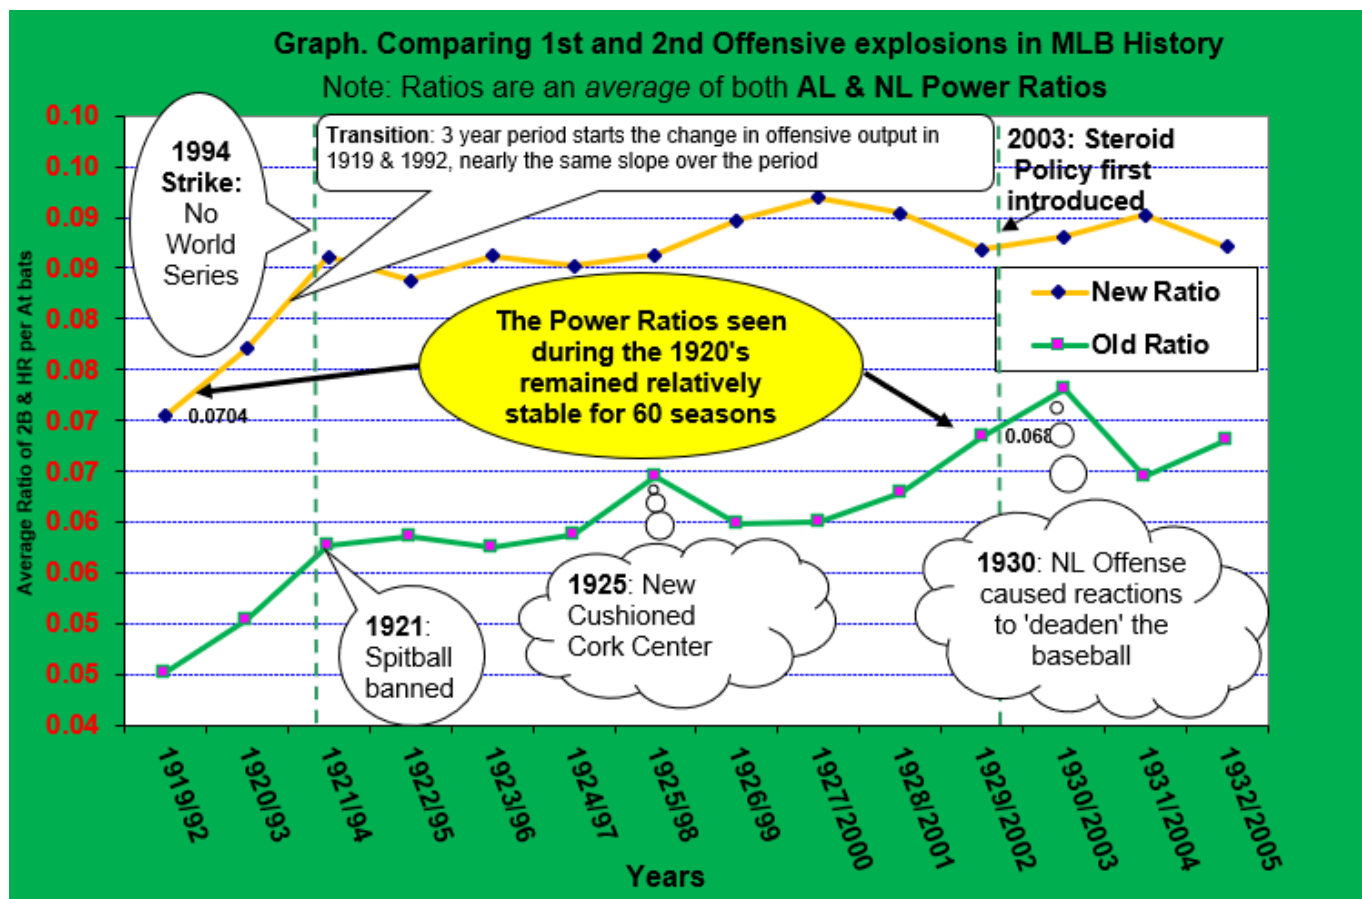 Graph. Comparing 1st and 2nd Offensive explosions in MLB History
Note: Ratios are an average of both AL & NL Power Ratios
Average Ratio of 2B & HR per At bats
0.10
0.10
0.09
0.09
0.08
0.08
0.07
0.07
0.06
0.06
0.05
0.05
0.04
1994
Strike:
No
World
Series
Transition: 3 year period starts the change in offensive output in
1919 & 1992, nearly the same slope over the period
2003: Steroid
Policy first
introduced
New Ratio
Old Ratio
The Power Ratios seen
during the 1920's
remained relatively
stable for 60 seasons
0.0704
0.068
1921:
Spitball
banned
1925: New
Cushioned
Cork Center
1930: NL Offense
caused reactions
to 'deaden' the
baseball
1919/92
1920/93
1921/94
1922/95
1923/96
1924/97
1925/98
1926/99
1927/2000
1928/2001
1929/2002
1930/2003
1931/2004
1932/2005
Years